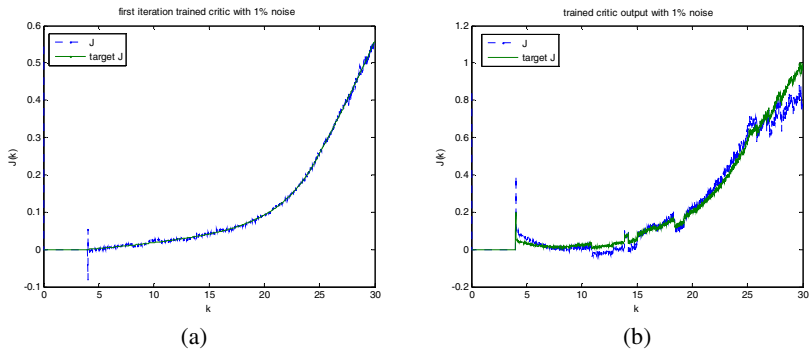 first iteration trained critic with 1% noise
J
target J
0.6
0.5
0.4
0.3
0.2
0.1
0
-0.1
J(k)
0 5 10 15 20 25 30
k
(a)
trained critic output with 1% noise
J
target J
1.2
1
0.8
0.6
0.4
0.2
0
-0.2
J(k)
0 5 10 15 20 25 30
k
(b)